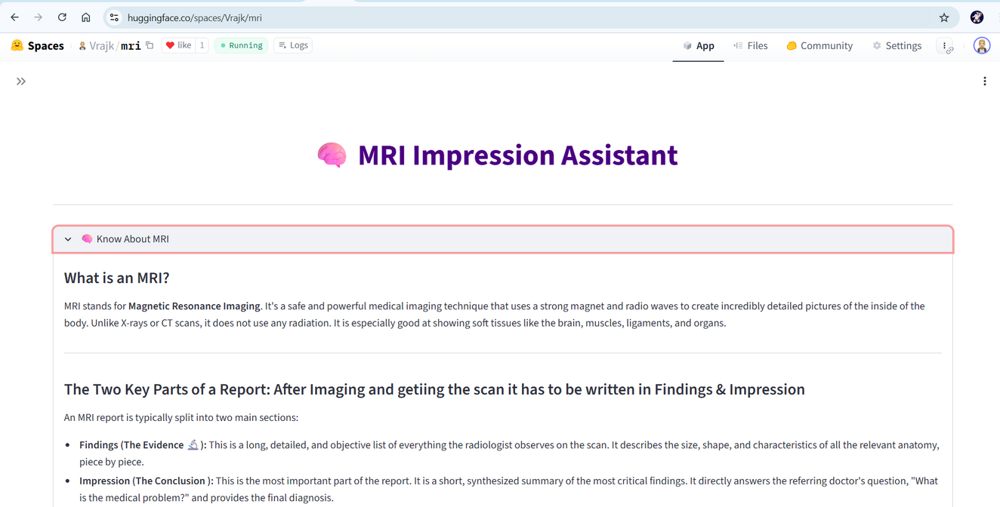 huggingface.co/spaces/Vrajk/mri
Spaces Vrajk/mri like 1 Running Logs App Files Community Settings
MRI Impression Assistant
Know About MRI
What is an MRI?
MRI stands for Magnetic Resonance Imaging. It's a safe and powerful medical imaging technique that uses a strong magnet and radio waves to create incredibly detailed pictures of the inside of the
body. Unlike X-rays or CT scans, it does not use any radiation. It is especially good at showing soft tissues like the brain, muscles, ligaments, and organs.
The Two Key Parts of a Report: After Imaging and getiing the scan it has to be written in Findings & Impression
An MRI report is typically split into two main sections:
• Findings (The Evidence 🔬): This is a long, detailed, and objective list of everything the radiologist observes on the scan. It describes the size, shape, and characteristics of all the relevant anatomy,
piece by piece.
• Impression (The Conclusion ): This is the most important part of the report. It is a short, synthesized summary of the most critical findings. It directly answers the referring doctor's question, "What
is the medical problem?" and provides the final diagnosis.